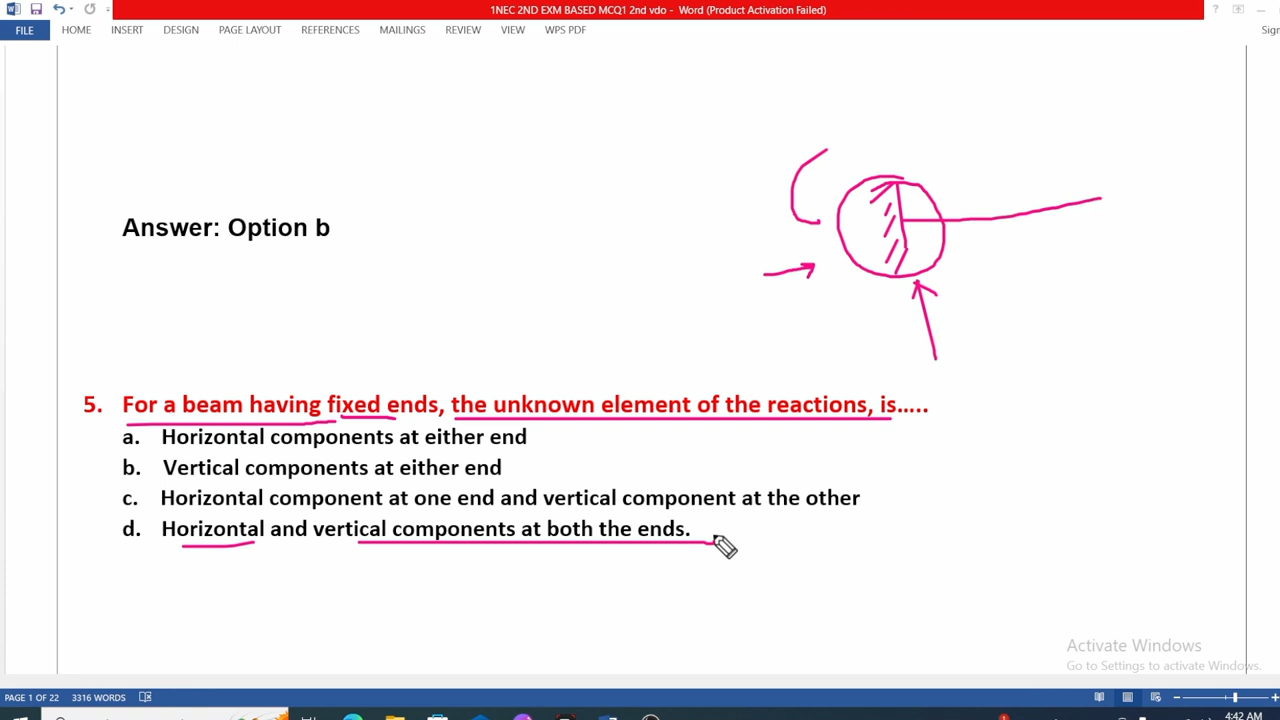 1NEC 2ND EXM BASED MCQ1 2nd vdo - Word (Product Activation Failed)
FILE HOME INSERT DESIGN PAGE LAYOUT REFERENCES MAILINGS REVIEW VIEW WPS PDF
Answer: Option b
5. For a beam having fixed ends, the unknown element of the reactions, is.....
a. Horizontal components at either end
b. Vertical components at either end
c. Horizontal component at one end and vertical component at the other
d. Horizontal and vertical components at both the ends.
Activate Windows
Go to Settings to activate Windows.
PAGE 1 OF 22 3316 WORDS
4:42 AM